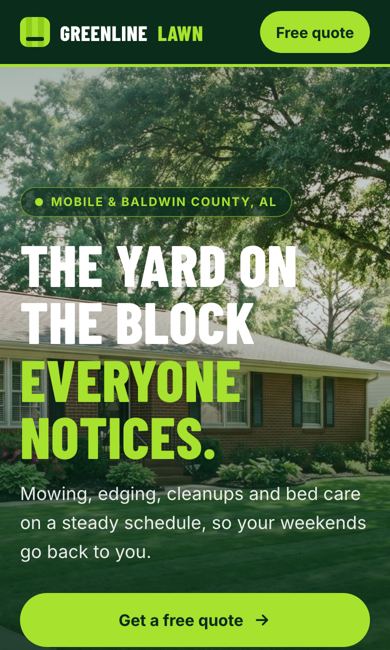 GREENLINE LAWN
Free quote
MOBILE & BALDWIN COUNTY, AL
THE YARD ON
THE BLOCK
EVERYONE
NOTICES.
Mowing, edging, cleanups and bed care
on a steady schedule, so your weekends
go back to you.
Get a free quote →